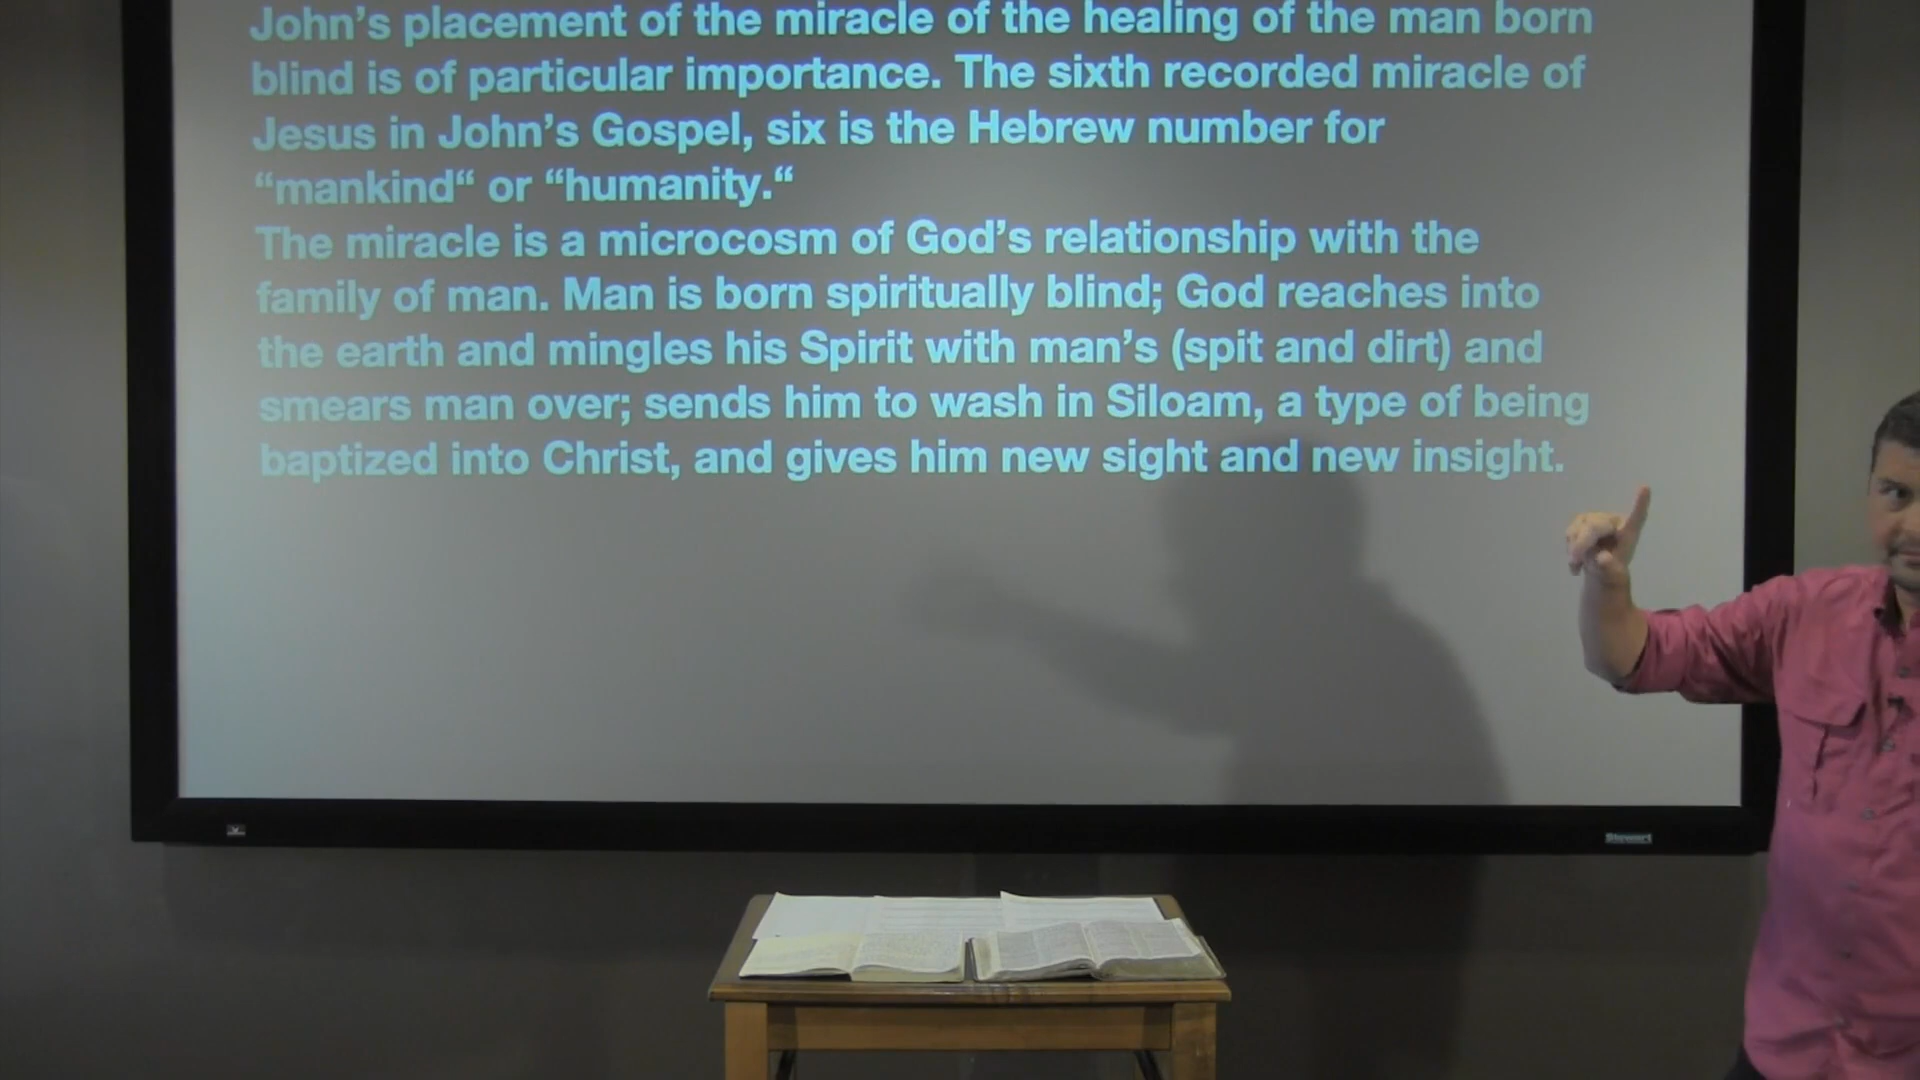 John’s placement of the miracle of the healing of the man born
blind is of particular importance. The sixth recorded miracle of
Jesus in John’s Gospel, six is the Hebrew number for
“mankind“ or “humanity.“
The miracle is a microcosm of God’s relationship with the
family of man. Man is born spiritually blind; God reaches into
the earth and mingles his Spirit with man’s (spit and dirt) and
smears man over; sends him to wash in Siloam, a type of being
baptized into Christ, and gives him new sight and new insight.
Stewart